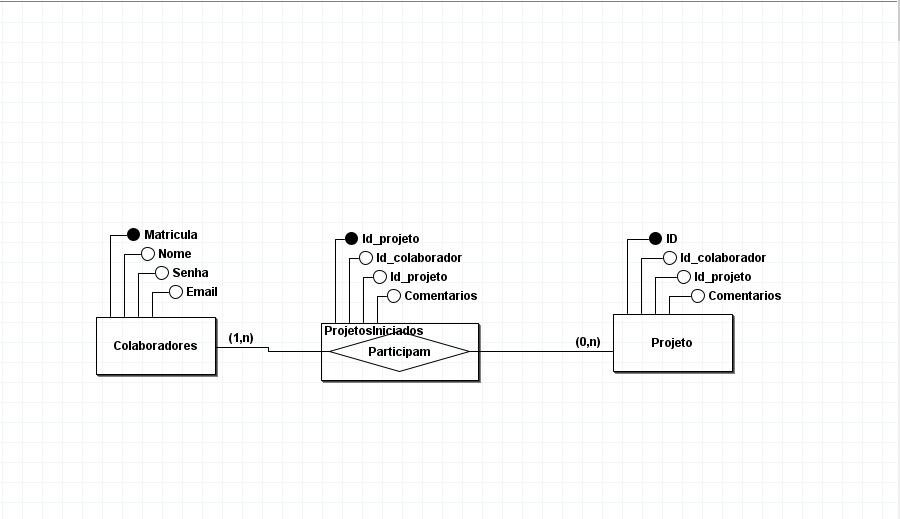 Matricula
Nome
Senha
Email
Colaboradores
(1,n)
Id_projeto
Id_colaborador
Id_projeto
Comentarios
ProjetosIniciados
Participam
(0,n)
ID
Id_colaborador
Id_projeto
Comentarios
Projeto